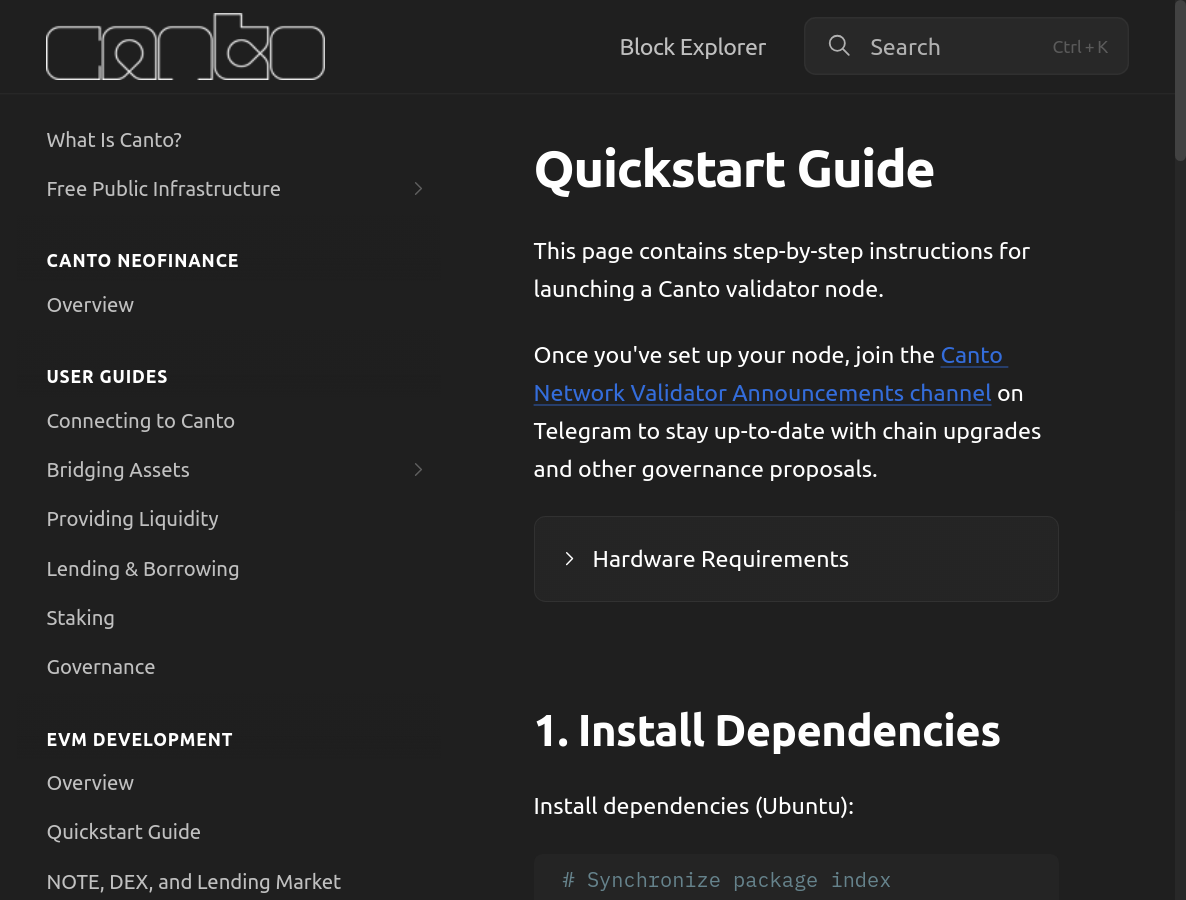 canto
Block Explorer
Search
Ctrl + K
What Is Canto?
Free Public Infrastructure
CANTO NEOFINANCE
Overview
USER GUIDES
Connecting to Canto
Bridging Assets
Providing Liquidity
Lending & Borrowing
Staking
Governance
EVM DEVELOPMENT
Overview
Quickstart Guide
NOTE, DEX, and Lending Market
Quickstart Guide
This page contains step-by-step instructions for
launching a Canto validator node.
Once you've set up your node, join the Canto
Network Validator Announcements channel on
Telegram to stay up-to-date with chain upgrades
and other governance proposals.
Hardware Requirements
1. Install Dependencies
Install dependencies (Ubuntu):
# Synchronize package index